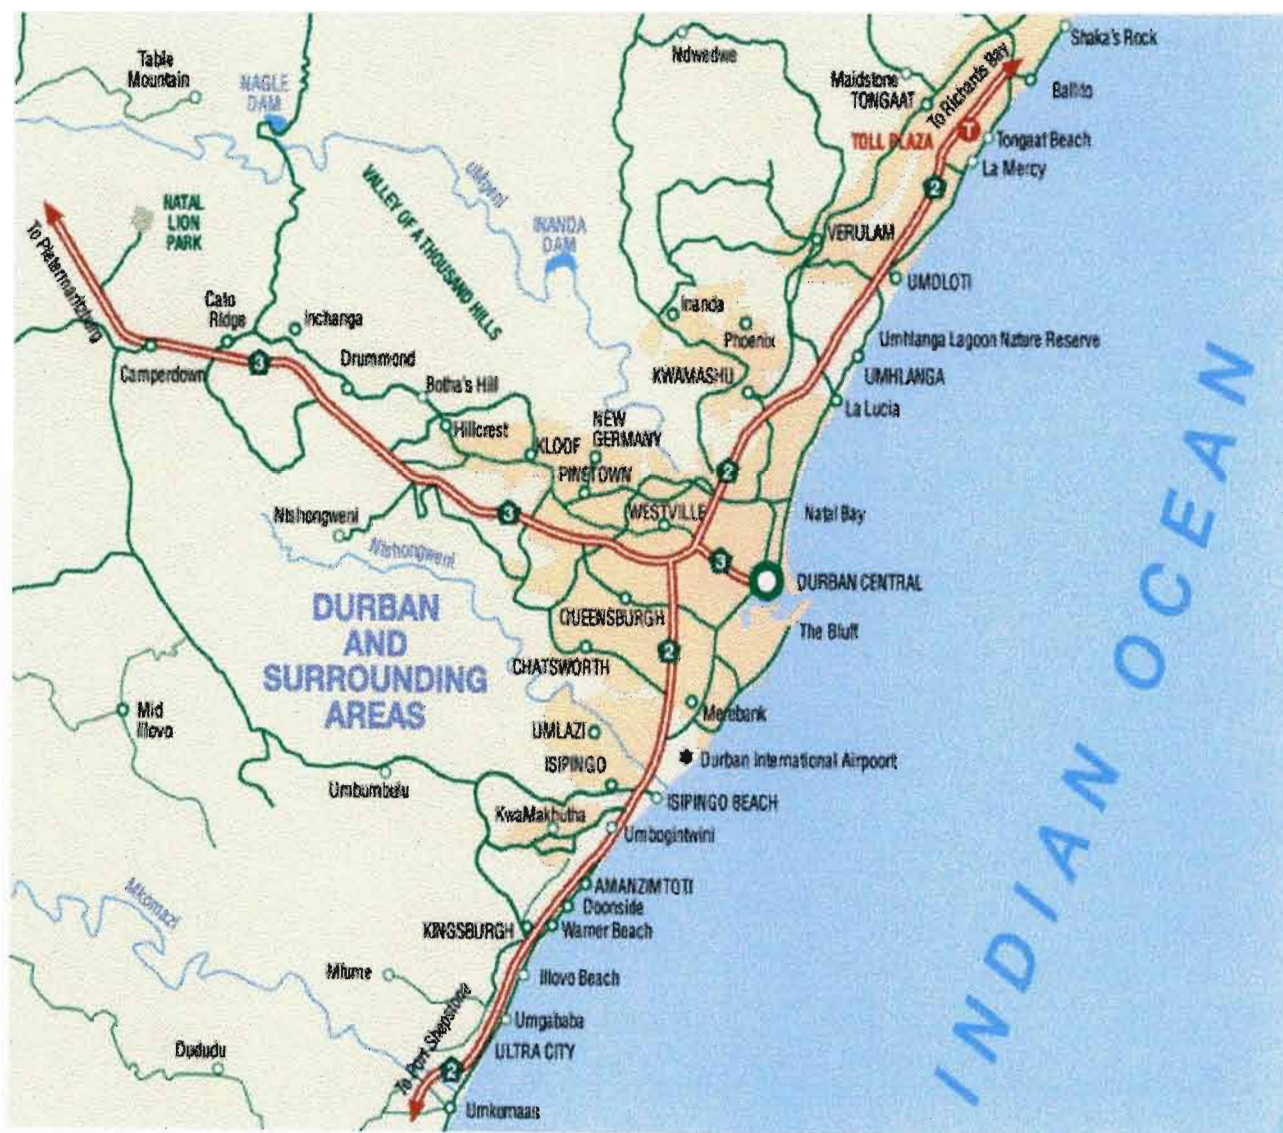 Shaka's Rock
Ndwedwe
Table
Mountain
NAGLE
DAM
Maidstone
TONGAAT
To Richards Bay
Ballito
TOLL PLAZA
T
Tongaat Beach
La Mercy
2
UMgeni
VALLEY OF A THOUSAND HILLS
NATAL
LION
PARK
INANDA
DAM
VERULAM
To Pietermaritzburg
UMDLOTI
Cato
Ridge
Inchanga
Inanda
Phoenix
Umhlanga Lagoon Nature Reserve
3
Camperdown
Drummond
KWAMASHU
UMHLANGA
Botha's Hill
La Lucia
Hillcrest
NEW
GERMANY
KLOOF
PINETOWN
2
Ntshongweni
3
WESTVILLE
Natal Bay
Ntshongweni
3
DURBAN CENTRAL
DURBAN
AND
SURROUNDING
AREAS
QUEENSBURGH
The Bluff
2
CHATSWORTH
Mid
Illovo
Merebank
UMLAZI
Durban International Airpoort
ISIPINGO
Umbumbulu
ISIPINGO BEACH
KwaMakhutha
Umbogintwini
AMANZIMTOTI
Doonside
Mkomazi
KINGSBURGH
Warner Beach
Mfume
Illovo Beach
Umgababa
To Port Shepstone
Dududu
ULTRA CITY
2
Umkomaas
INDIAN OCEAN